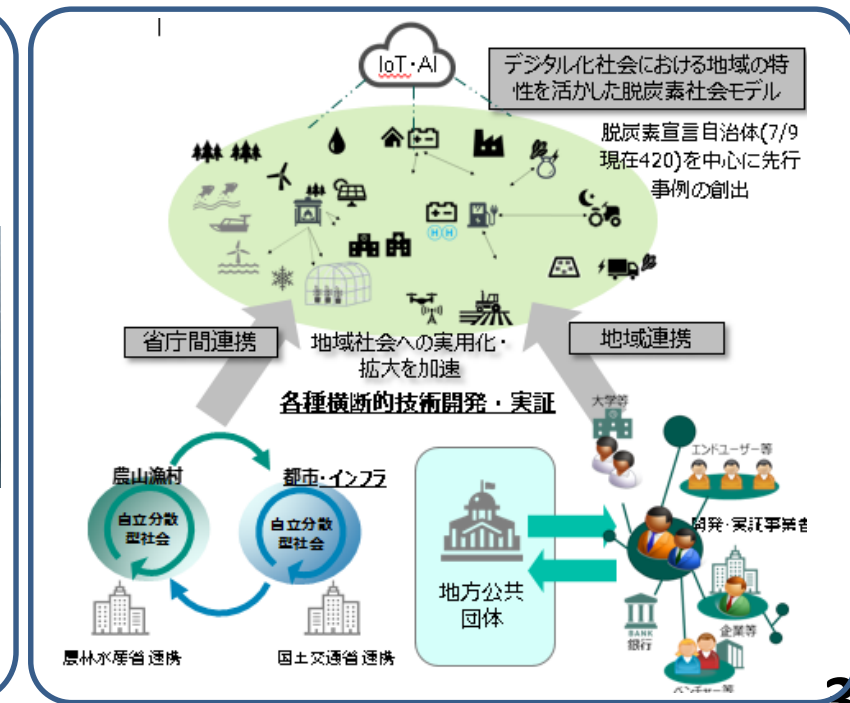 IoT・AI
デジタル化社会における地域の特
性を活かした脱炭素社会モデル
脱炭素宣言自治体(7/9
現在420)を中心に先行
事例の創出
H H
省庁間連携
地域社会への実用化・
拡大を加速
地域連携
各種横断的技術開発・実証
大学等
エンドユーザー等
農山漁村
都市・インフラ
自立分散
型社会
自立分散
型社会
開発・実証事業者
地方公共
団体
BANK
銀行
企業等
農林水産省連携
国土交通省連携
ベンチャー等